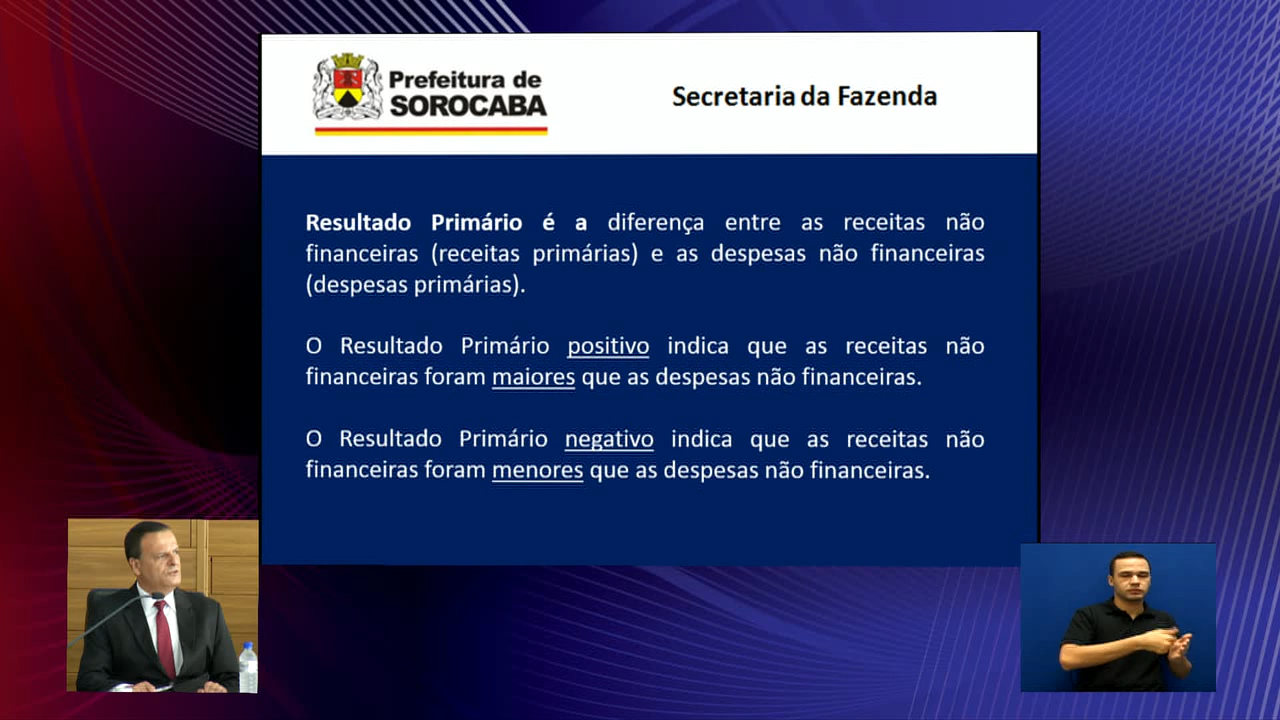 Prefeitura de
SOROCABA
Secretaria da Fazenda
Resultado Primário é a diferença entre as receitas não
financeiras (receitas primárias) e as despesas não financeiras
(despesas primárias).
O Resultado Primário positivo indica que as receitas não
financeiras foram maiores que as despesas não financeiras.
O Resultado Primário negativo indica que as receitas não
financeiras foram menores que as despesas não financeiras.